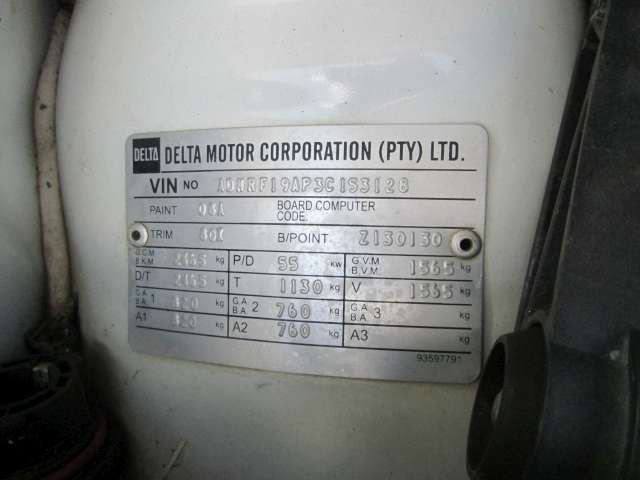 DELTA DELTA MOTOR CORPORATION (PTY) LTD.
VIN NO
PAINT BOARD COMPUTER CODE.
TRIM B/POINT Z130130
G.C.M B.K.M kg P/D 55 KW G.V.M B.V.M 1565 kg
D/T kg T 1130 kg V 1565 kg
G.A. B.A. 1 kg G.A. B.A. 2 760 kg G.A. B.A. 3 kg
A1 kg A2 760 kg A3 kg
93597791